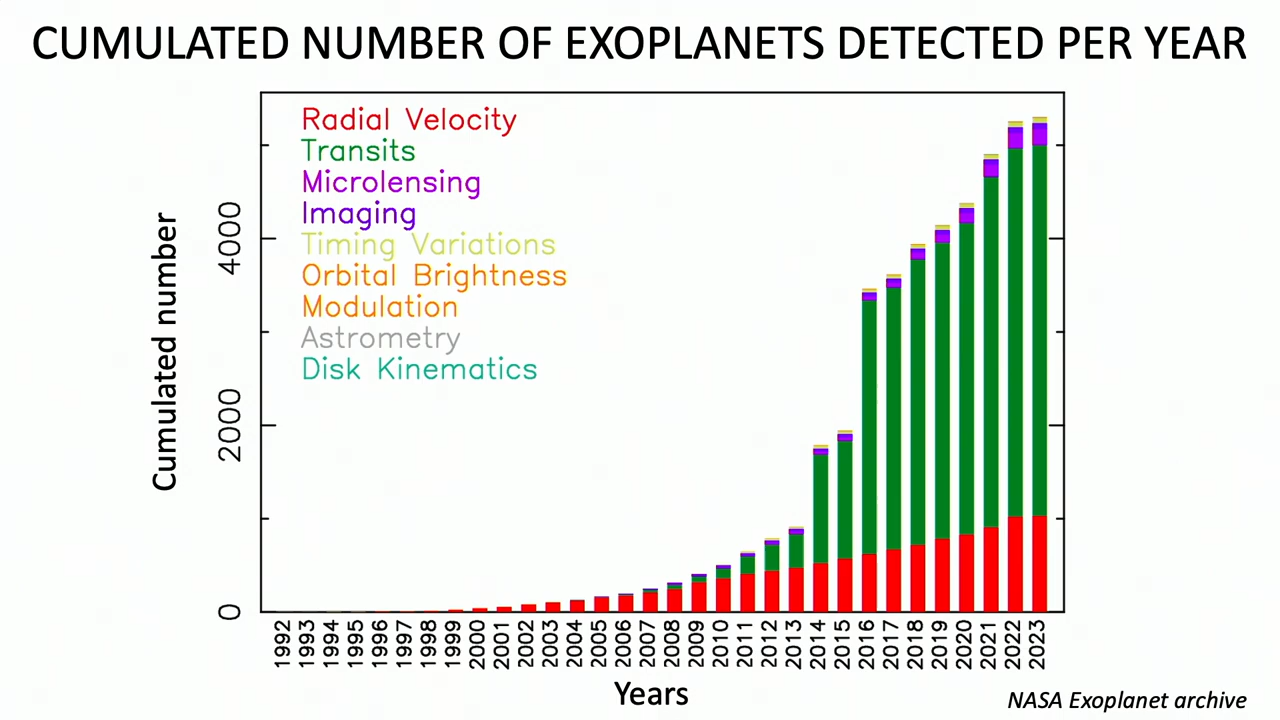 CUMULATED NUMBER OF EXOPLANETS DETECTED PER YEAR
Radial Velocity
Transits
Microlensing
Imaging
Timing Variations
Orbital Brightness
Modulation
Astrometry
Disk Kinematics
Cumulated number
4000
2000
0
1992 1993 1994 1995 1996 1997 1998 1999 2000 2001 2002 2003 2004 2005 2006 2007 2008 2009 2010 2011 2012 2013 2014 2015 2016 2017 2018 2019 2020 2021 2022 2023
Years
NASA Exoplanet archive